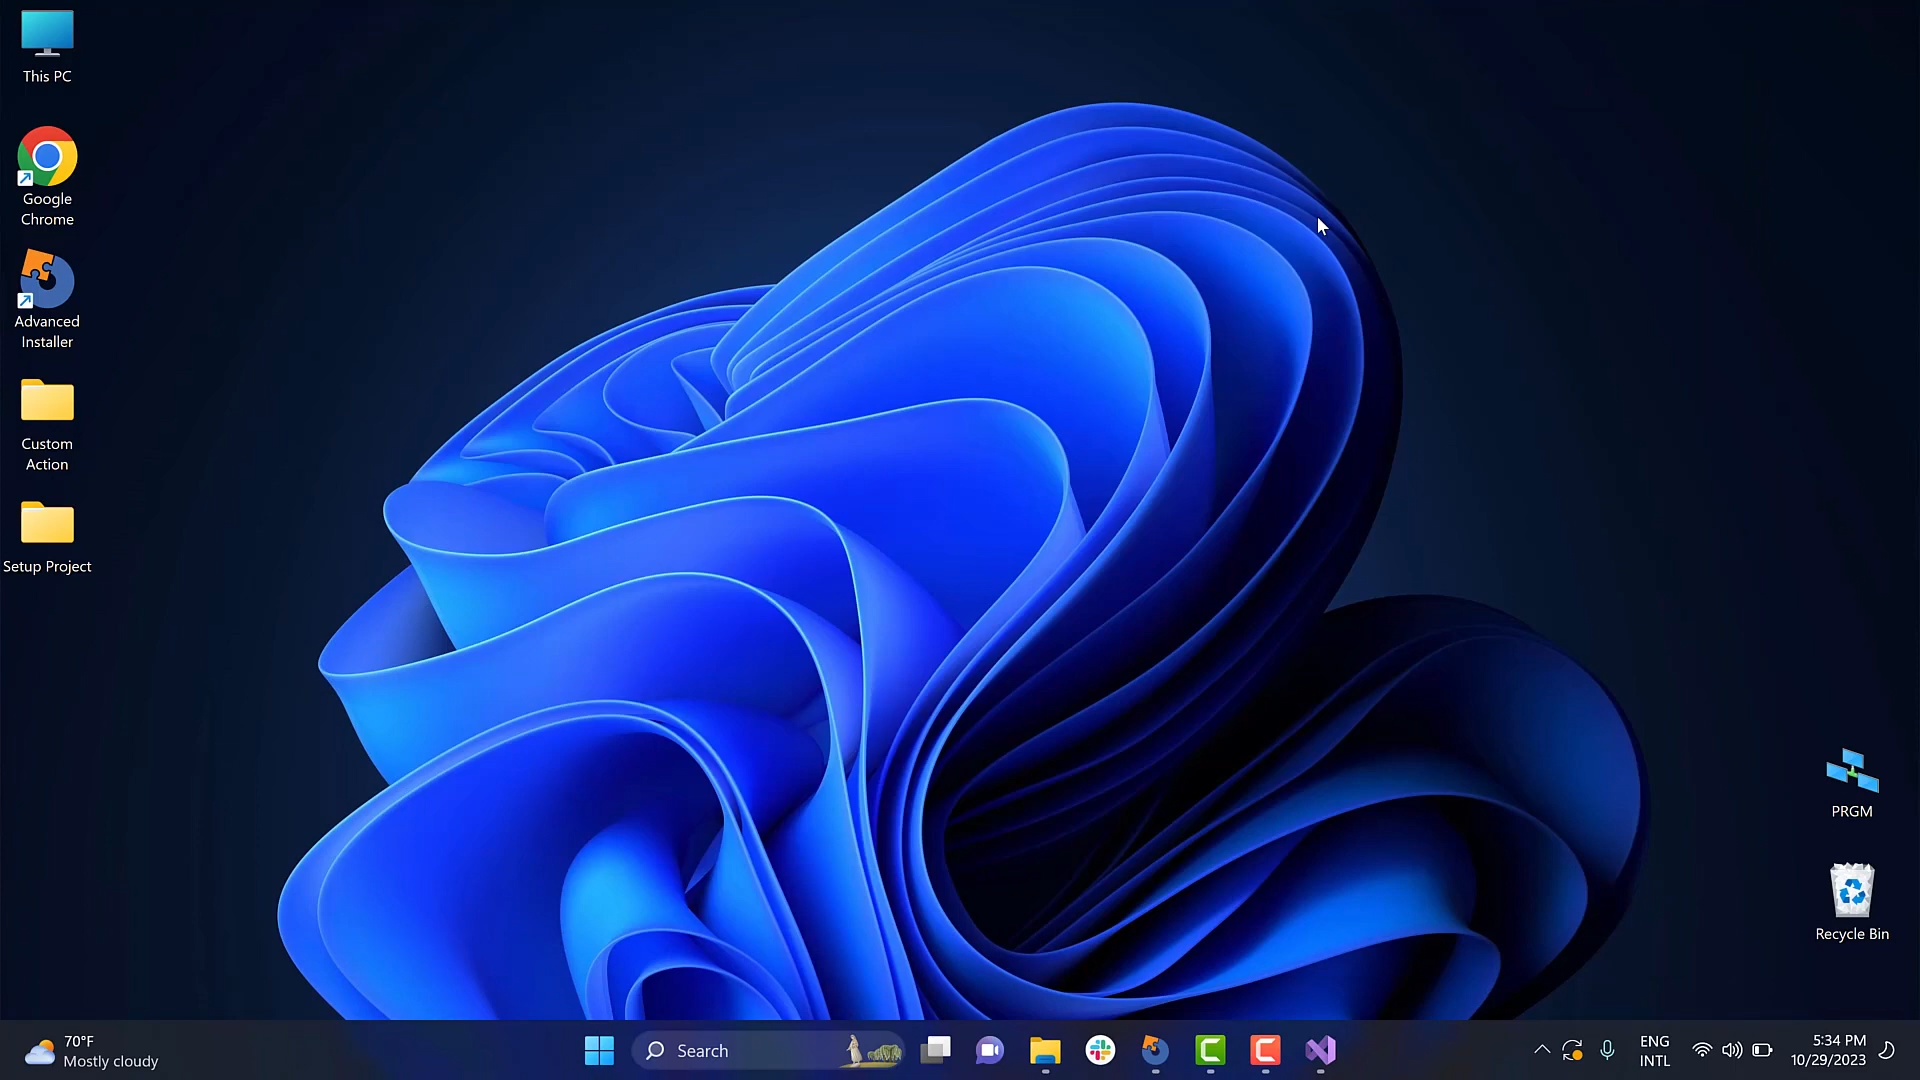 This PC
Google
Chrome
Advanced
Installer
Custom
Action
Setup Project
PRGM
Recycle Bin
70°F
Mostly cloudy
Search
ENG
INTL
5:34 PM
10/29/2023